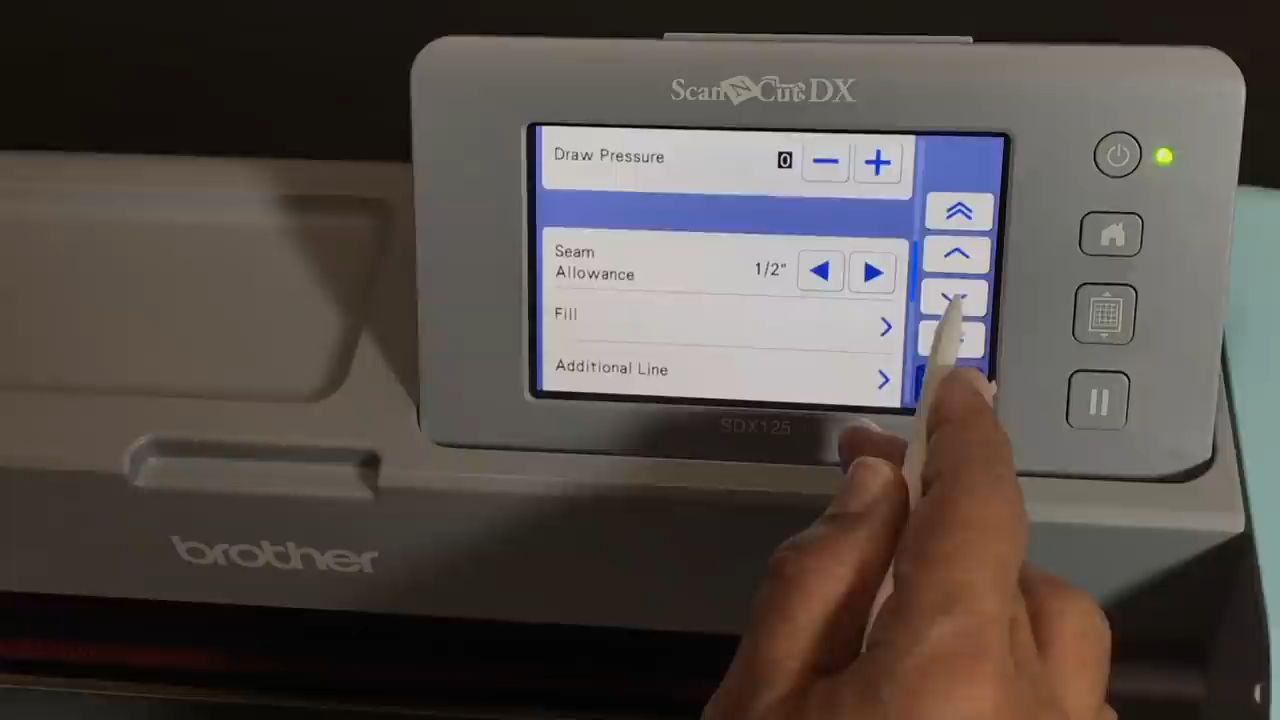 ScanNCut DX
Draw Pressure 0
Seam
Allowance 1/2"
Fill
Additional Line
SDX125
brother